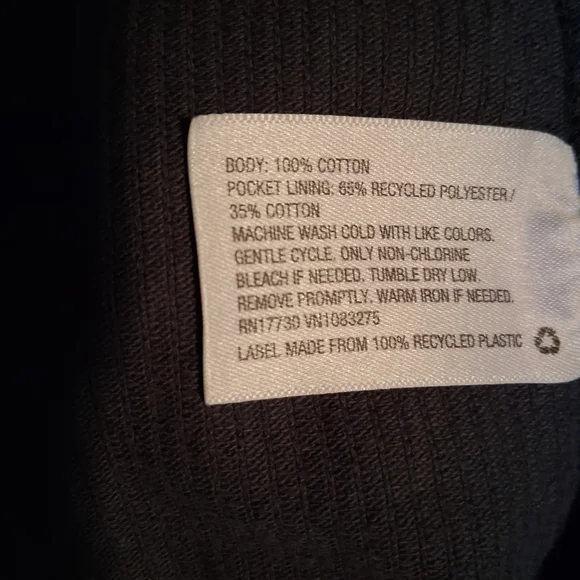 BODY: 100% COTTON
POCKET LINING: 65% RECYCLED POLYESTER /
35% COTTON
MACHINE WASH COLD WITH LIKE COLORS.
GENTLE CYCLE. ONLY NON-CHLORINE
BLEACH IF NEEDED. TUMBLE DRY LOW.
REMOVE PROMPTLY. WARM IRON IF NEEDED.
RN17730 VN1083275
LABEL MADE FROM 100% RECYCLED PLASTIC